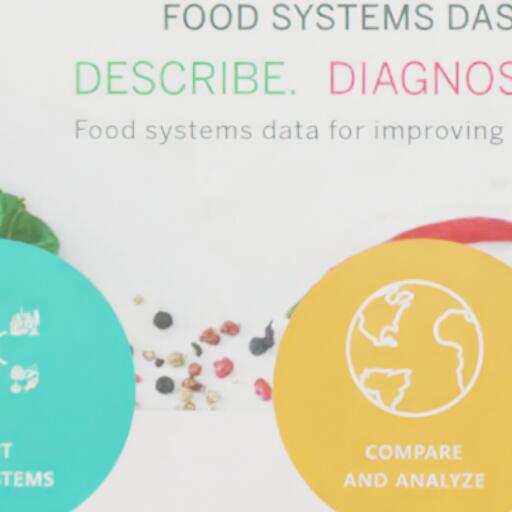 FOOD SYSTEMS DAS
DESCRIBE. DIAGNOS
Food systems data for improving
T
STEMS
COMPARE
AND ANALYZE